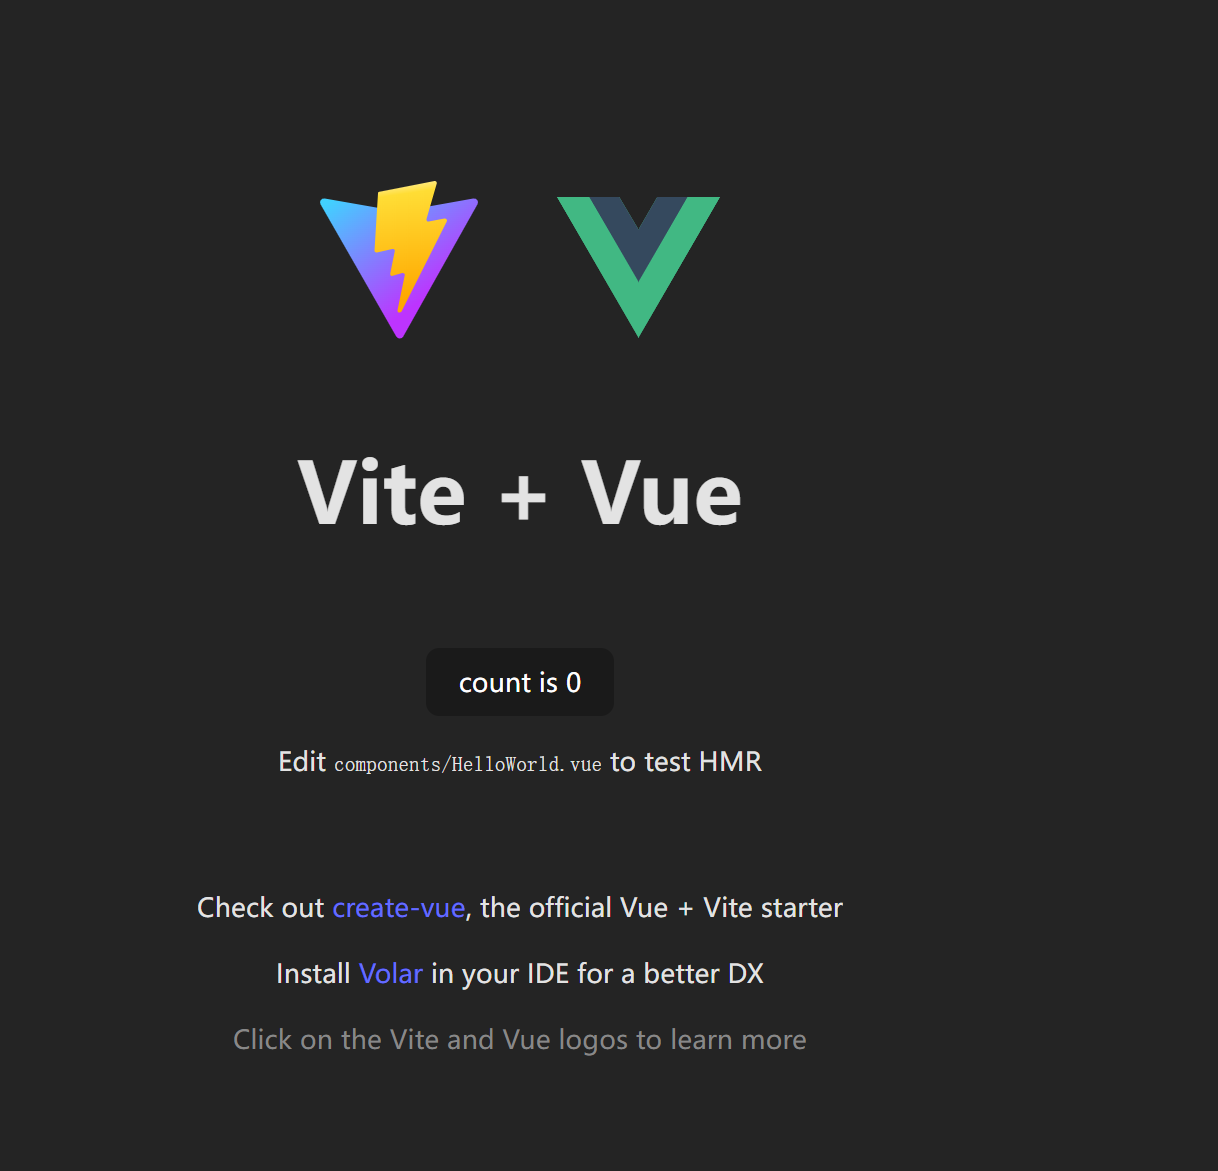 Vite + Vue
count is 0
Edit components/HelloWorld.vue to test HMR
Check out create-vue, the official Vue + Vite starter
Install Volar in your IDE for a better DX
Click on the Vite and Vue logos to learn more